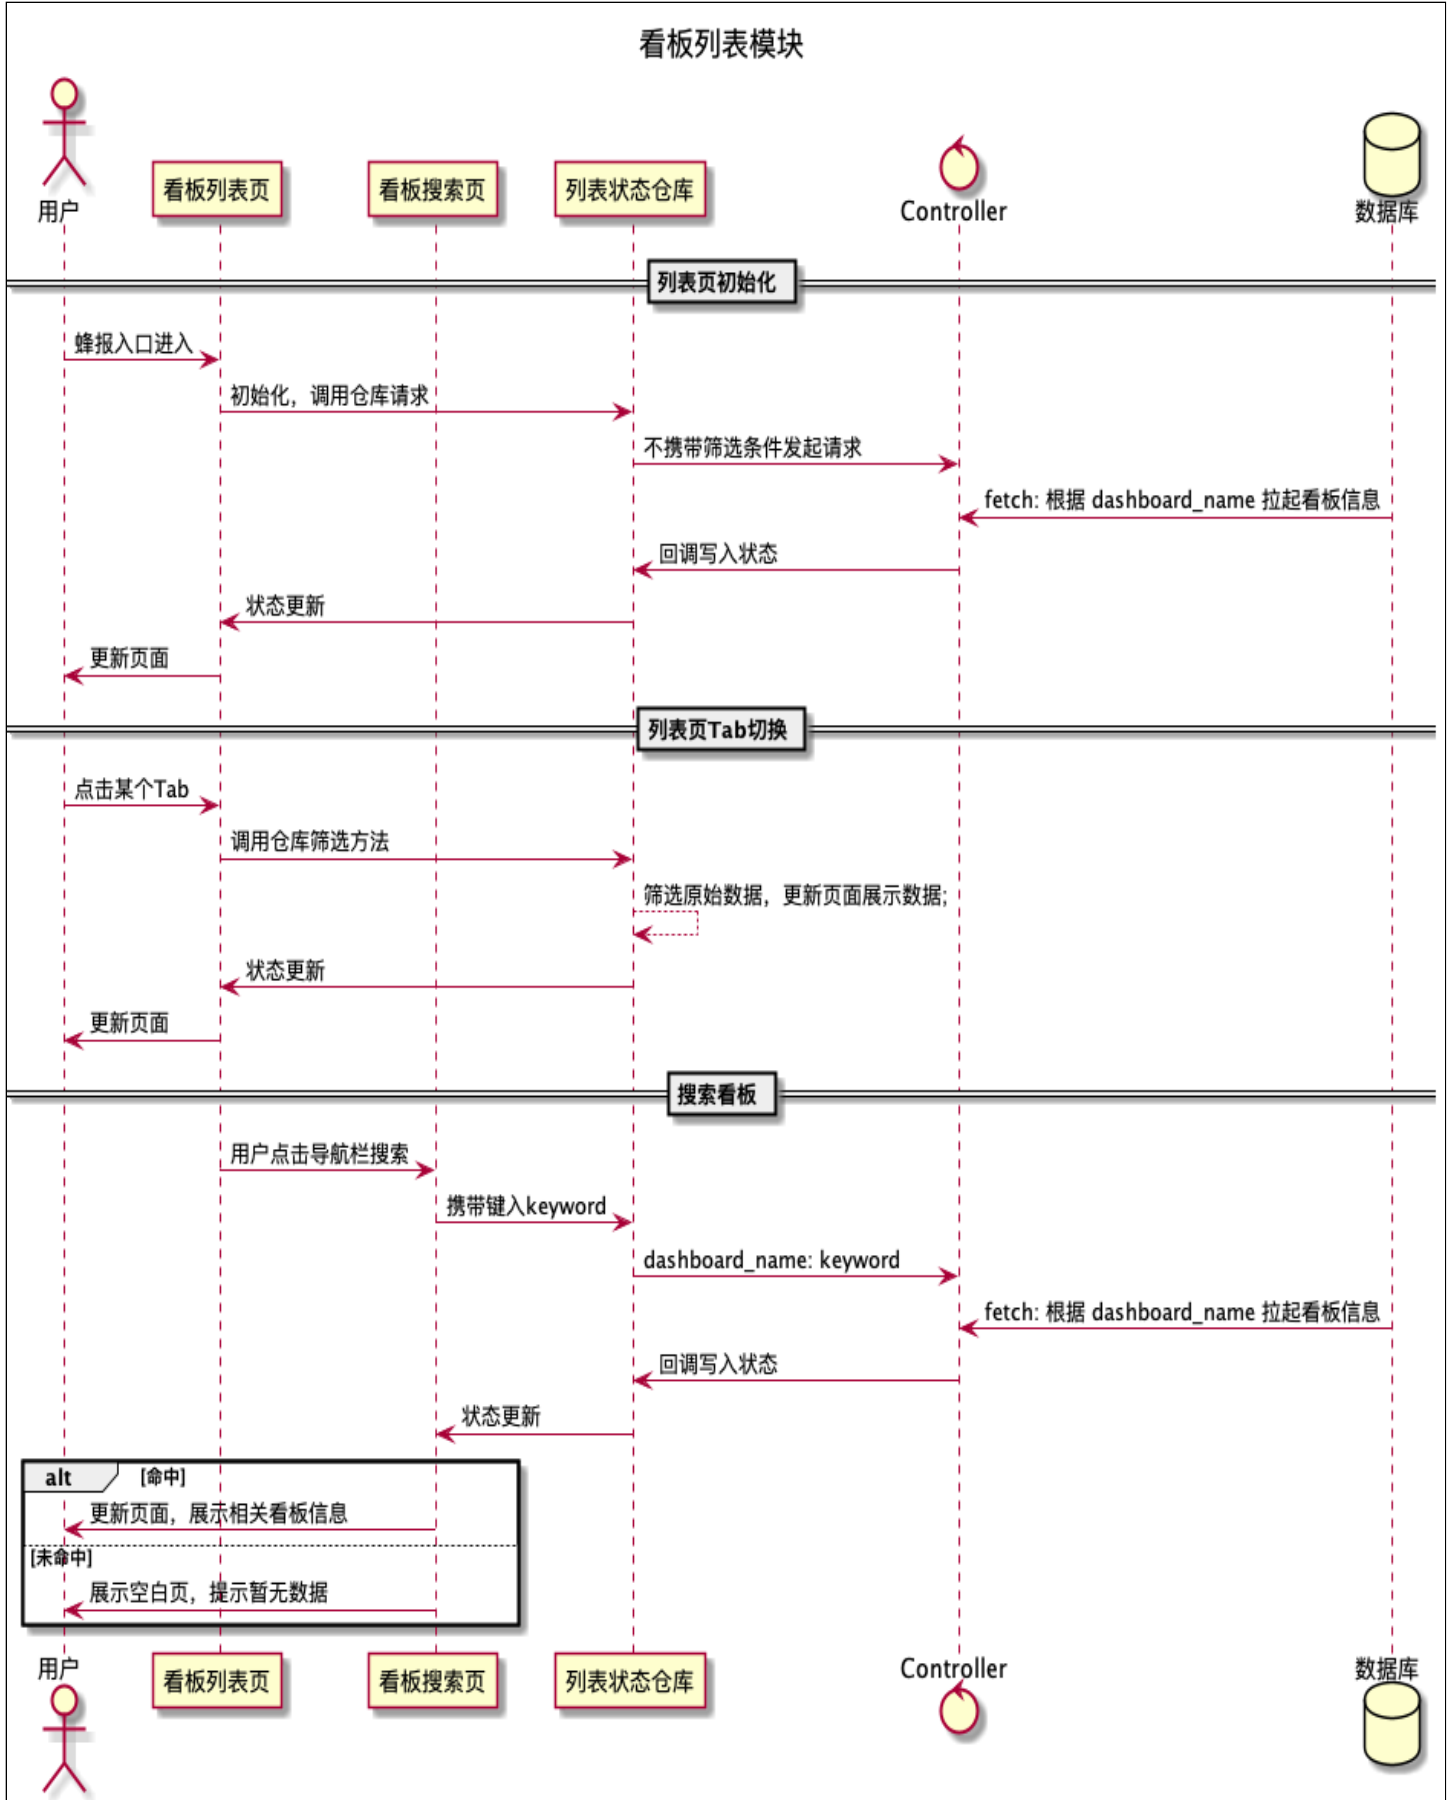 看板列表模块
用户
看板列表页
看板搜索页
列表状态仓库
Controller
数据库
列表页初始化
蜂报入口进入
初始化，调用仓库请求
不携带筛选条件发起请求
fetch: 根据 dashboard_name 拉起看板信息
回调写入状态
状态更新
更新页面
列表页Tab切换
点击某个Tab
调用仓库筛选方法
筛选原始数据，更新页面展示数据;
状态更新
更新页面
搜索看板
用户点击导航栏搜索
携带键入keyword
dashboard_name: keyword
fetch: 根据 dashboard_name 拉起看板信息
回调写入状态
状态更新
alt [命中]
更新页面，展示相关看板信息
[未命中]
展示空白页，提示暂无数据
用户
看板列表页
看板搜索页
列表状态仓库
Controller
数据库